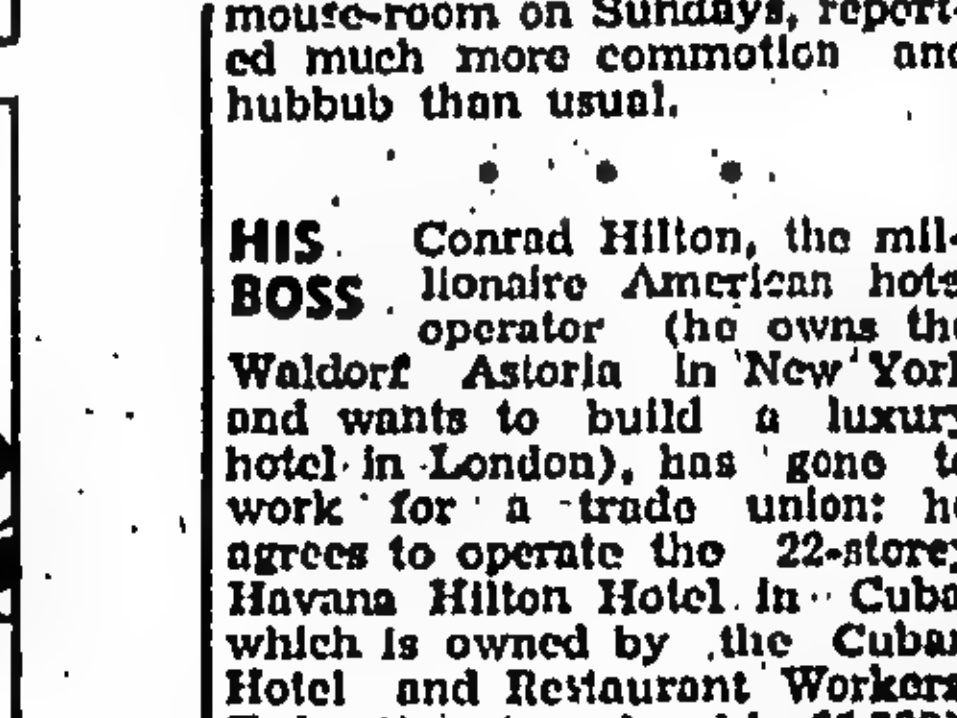 mouse-room on Sundays, report-
ed much more commotion and
hubbub than usual.
HIS BOSS Conrad Hilton, the mil-
lionaire American hotel
operator (he owns the
Waldorf Astoria in New York
and wants to build a luxury
hotel in London), has gone to
work for a trade union: he
agrees to operate the 22-storey
Havana Hilton Hotel in Cuba
which is owned by the Cuban
Hotel and Restaurant Workers